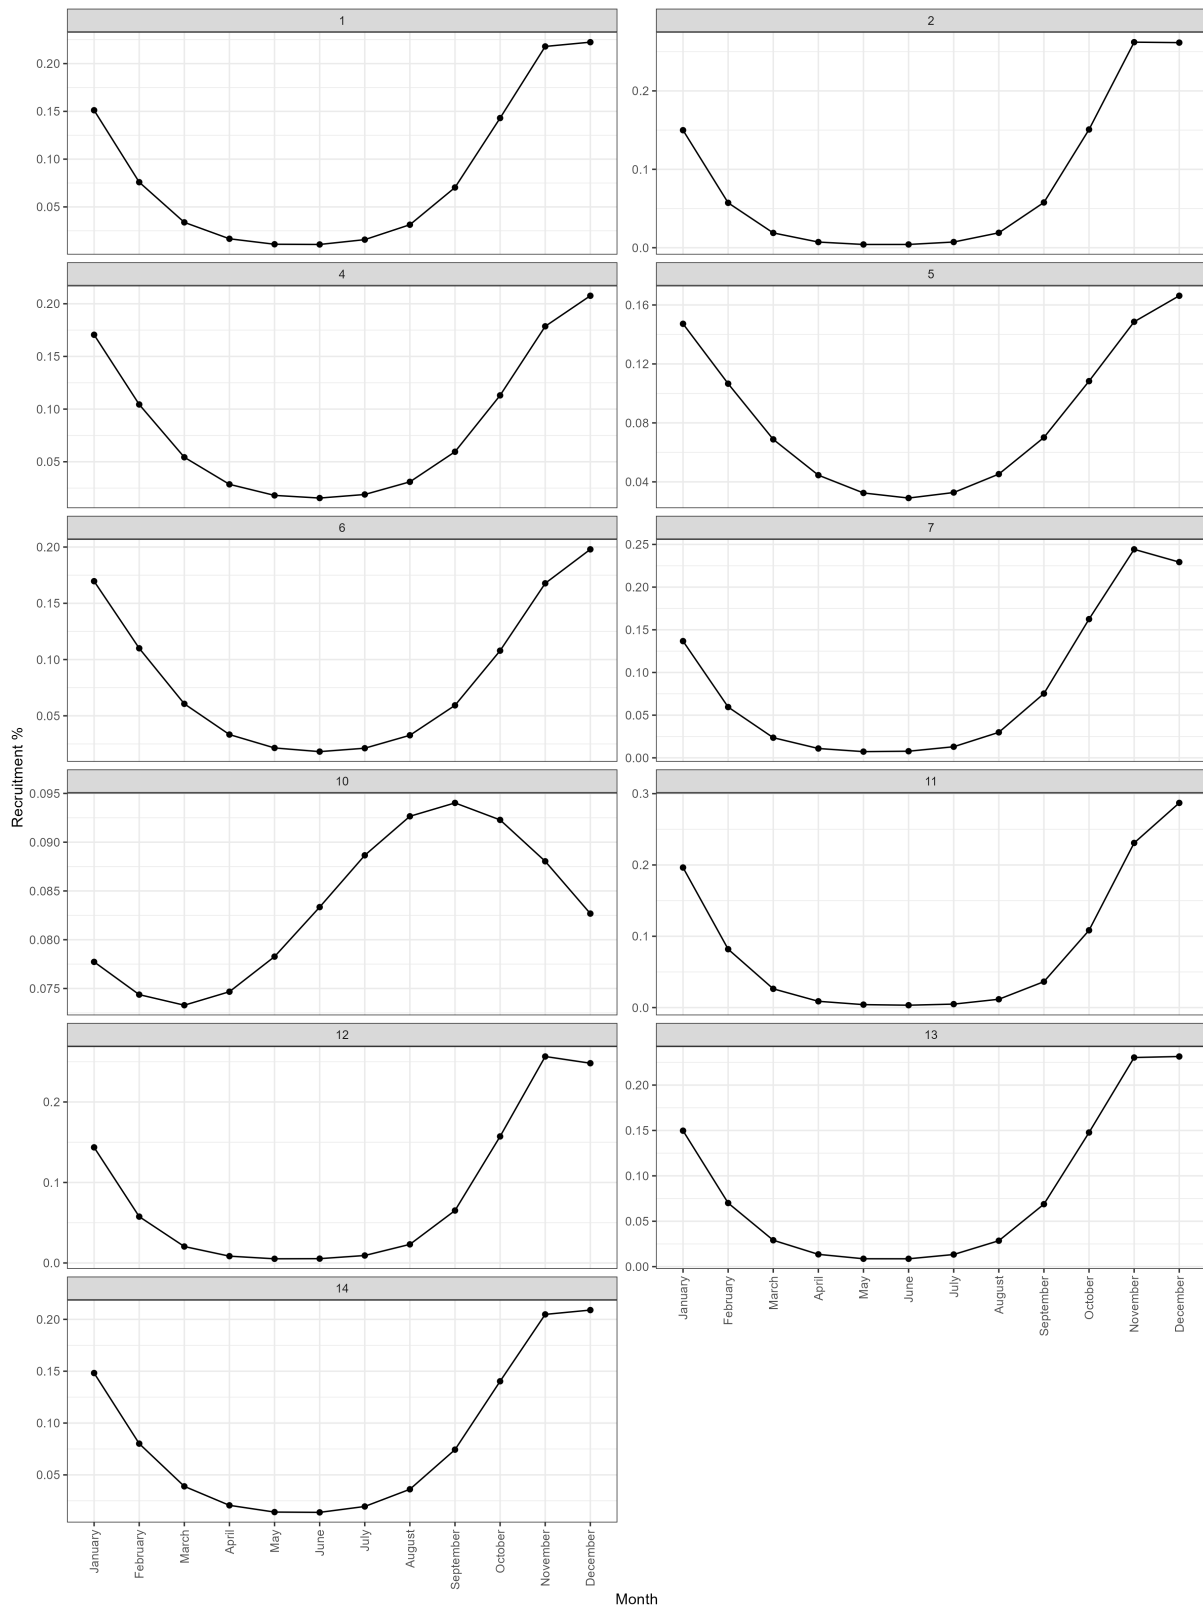 1
0.20
0.15
0.10
0.05
2
0.2
0.1
0.0
4
0.20
0.15
0.10
0.05
5
0.16
0.12
0.08
0.04
6
0.20
0.15
0.10
0.05
7
0.25
0.20
0.15
0.10
0.05
0.00
10
0.095
0.090
0.085
0.080
0.075
11
0.3
0.2
0.1
0.0
12
0.2
0.1
0.0
13
0.20
0.15
0.10
0.05
0.00
January
February
March
April
May
June
July
August
September
October
November
December
14
0.20
0.15
0.10
0.05
January
February
March
April
May
June
July
August
September
October
November
December
Recruitment %
Month